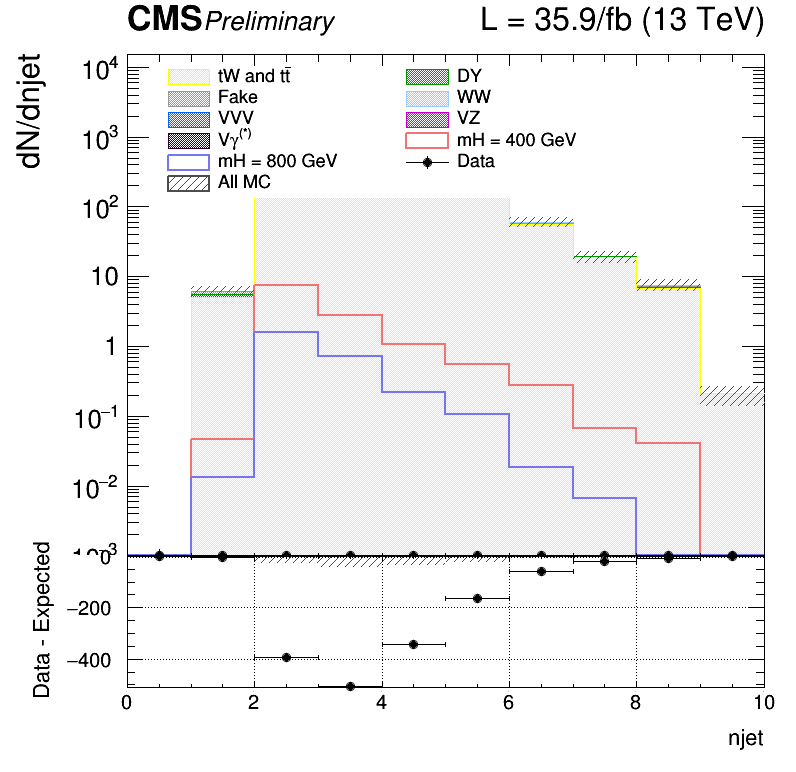 CMS Preliminary L = 35.9/fb (13 TeV)
dN/dnjet
10⁴
10³
10²
10
1
10⁻¹
10⁻²
tW and tt̄
DY
Fake
WW
VVV
VZ
Vγ(*)
mH = 400 GeV
mH = 800 GeV
Data
All MC
Data - Expected
0
−200
−400
0 2 4 6 8 10
njet